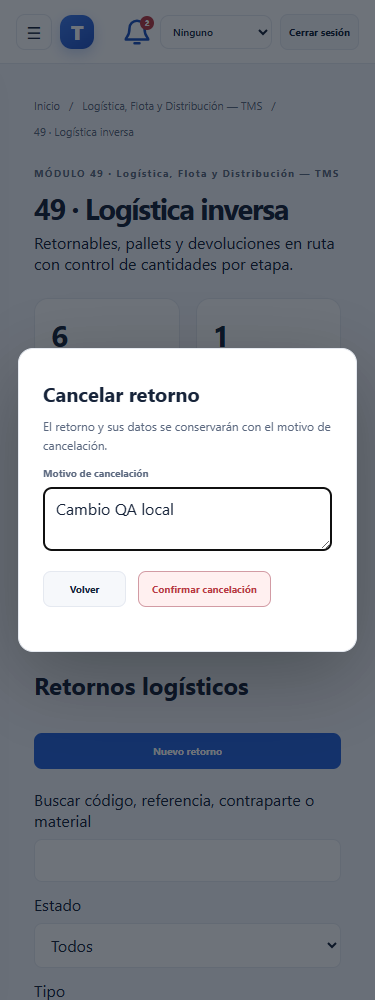 ☰ T 2 Ninguno Cerrar sesión
Inicio / Logística, Flota y Distribución — TMS /
49 · Logística inversa
MÓDULO 49 · Logística, Flota y Distribución — TMS
49 · Logística inversa
Retornables, pallets y devoluciones en ruta
con control de cantidades por etapa.
6 1
Cancelar retorno
El retorno y sus datos se conservarán con el motivo de
cancelación.
Motivo de cancelación
Cambio QA local
Volver Confirmar cancelación
Retornos logísticos
Nuevo retorno
Buscar código, referencia, contraparte o
material
Estado
Todos
Tipo